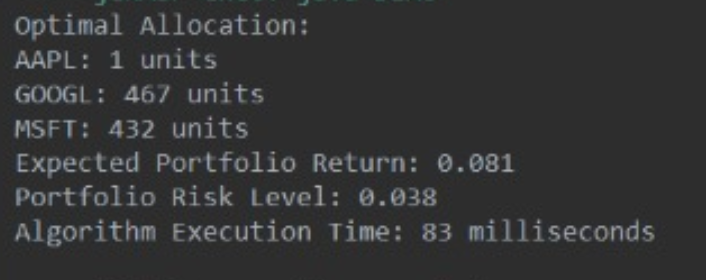 Optimal Allocation:
AAPL: 1 units
GOOGL: 467 units
MSFT: 432 units
Expected Portfolio Return: 0.081
Portfolio Risk Level: 0.038
Algorithm Execution Time: 83 milliseconds